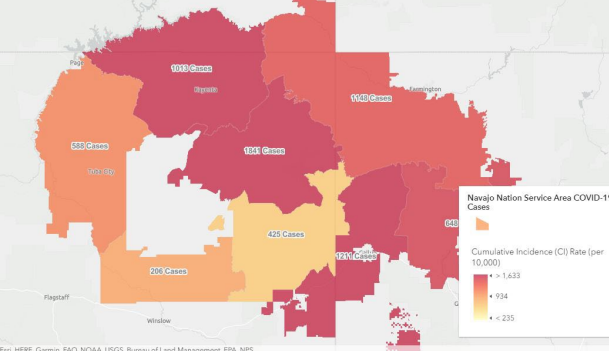 1013 Cases
Page
Kayenta
Farmington
1148 Cases
588 Cases
1841 Cases
Tuba City
Navajo Nation Service Area COVID-19
Cases
648
425 Cases
1211 Cases
Cumulative Incidence (CI) Rate (per
10,000)
206 Cases
> 1,633
934
< 235
Flagstaff
Winslow
Esri, HERE, Garmin, FAO, NOAA, USGS, Bureau of Land Management, EPA, NPS